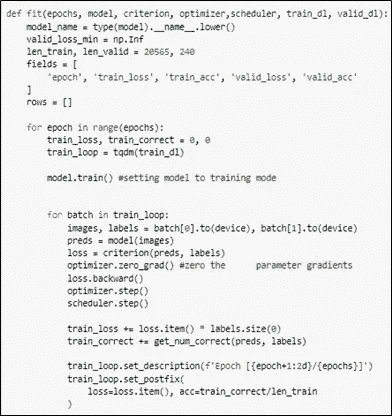 def fit(epochs, model, criterion, optimizer,scheduler, train_dl, valid_dl):
    model_name = type(model).__name__.lower()
    valid_loss_min = np.Inf
    len_train, len_valid = 20565, 240
    fields = [
        'epoch', 'train_loss', 'train_acc', 'valid_loss', 'valid_acc'
    ]
    rows = []

    for epoch in range(epochs):
        train_loss, train_correct = 0, 0
        train_loop = tqdm(train_dl)

        model.train() #setting model to training mode

        for batch in train_loop:
            images, labels = batch[0].to(device), batch[1].to(device)
            preds = model(images)
            loss = criterion(preds, labels)
            optimizer.zero_grad() #zero the      parameter gradients
            loss.backward()
            optimizer.step()
            scheduler.step()

            train_loss += loss.item() * labels.size(0)
            train_correct += get_num_correct(preds, labels)

            train_loop.set_description(f'Epoch [{epoch+1:2d}/{epochs}]')
            train_loop.set_postfix(
                loss=loss.item(), acc=train_correct/len_train
            )